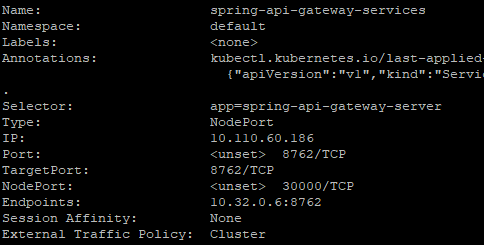 Name: spring-api-gateway-services
Namespace: default
Labels: <none>
Annotations: kubectl.kubernetes.io/last-applied-
{"apiVersion":"v1","kind":"Servi
.
Selector: app=spring-api-gateway-server
Type: NodePort
IP: 10.110.60.186
Port: <unset> 8762/TCP
TargetPort: 8762/TCP
NodePort: <unset> 30000/TCP
Endpoints: 10.32.0.6:8762
Session Affinity: None
External Traffic Policy: Cluster